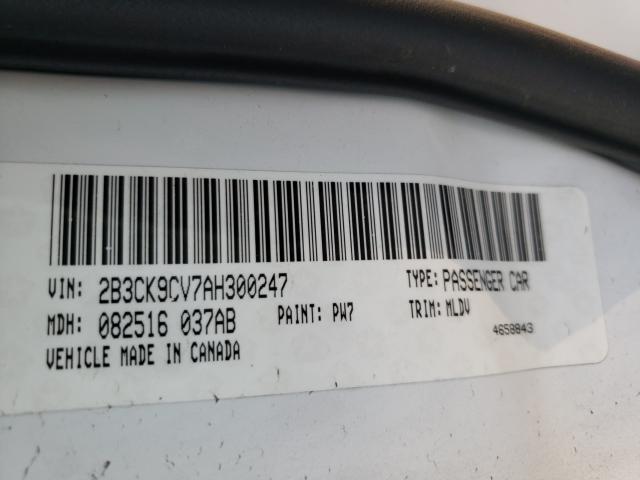 VIN: 2B3CK9CV7AH300247 TYPE: PASSENGER CAR
MDH: 082516 037AB PAINT: PW7 TRIM: MLDV
VEHICLE MADE IN CANADA 4658843